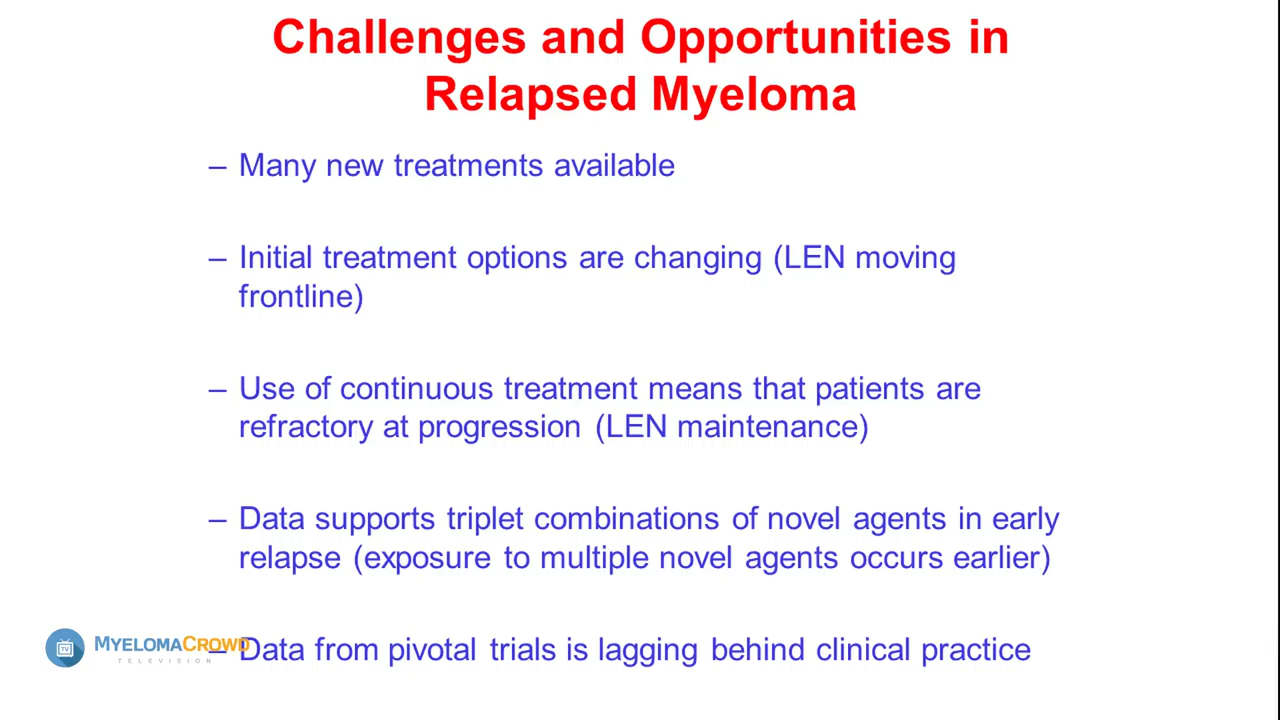 Challenges and Opportunities in
Relapsed Myeloma
– Many new treatments available
– Initial treatment options are changing (LEN moving
frontline)
– Use of continuous treatment means that patients are
refractory at progression (LEN maintenance)
– Data supports triplet combinations of novel agents in early
relapse (exposure to multiple novel agents occurs earlier)
– Data from pivotal trials is lagging behind clinical practice
TV
MYELOMACROWD
TELEVISION